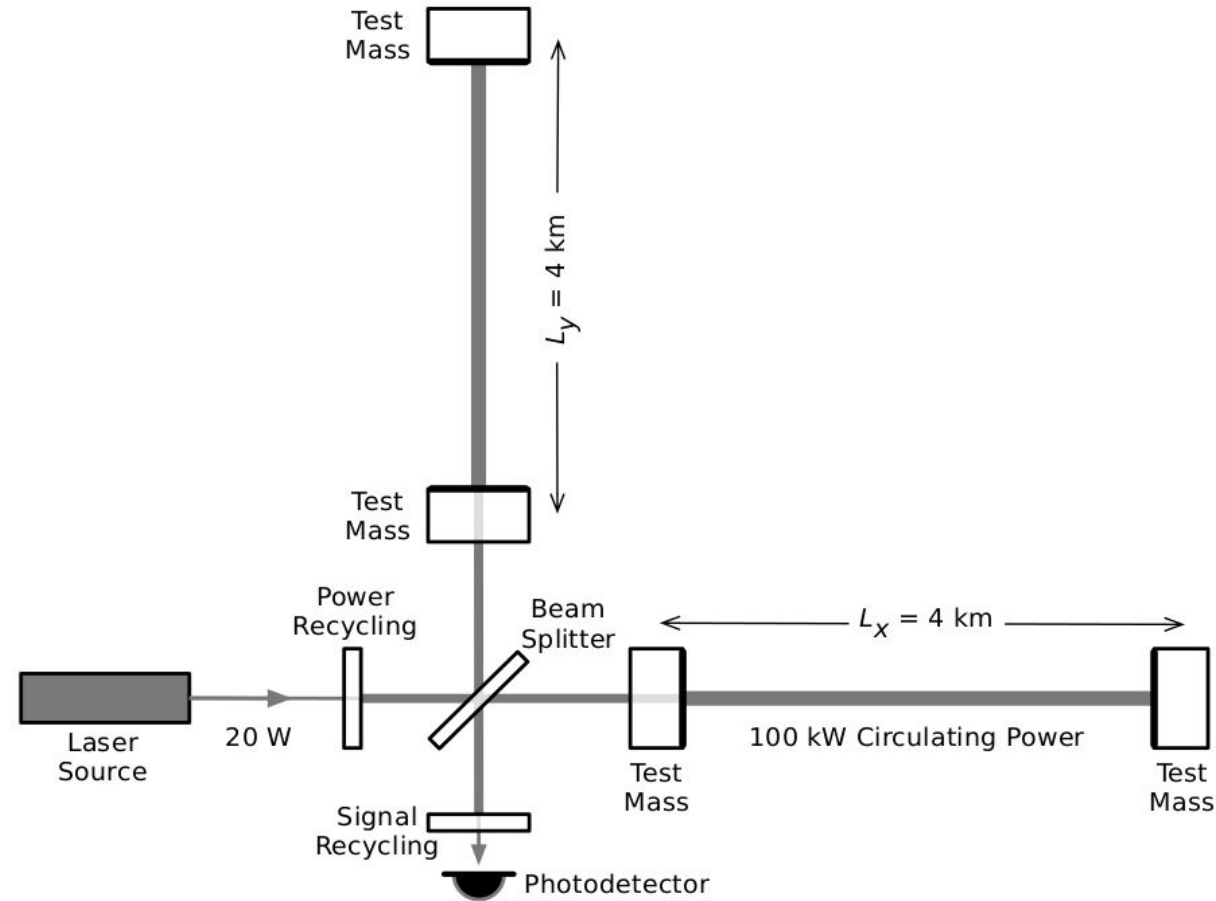 Test
Mass
L_y = 4 km
Test
Mass
Power
Recycling
Beam
Splitter
L_x = 4 km
Laser
Source
20 W
100 kW Circulating Power
Test
Mass
Test
Mass
Signal
Recycling
Photodetector